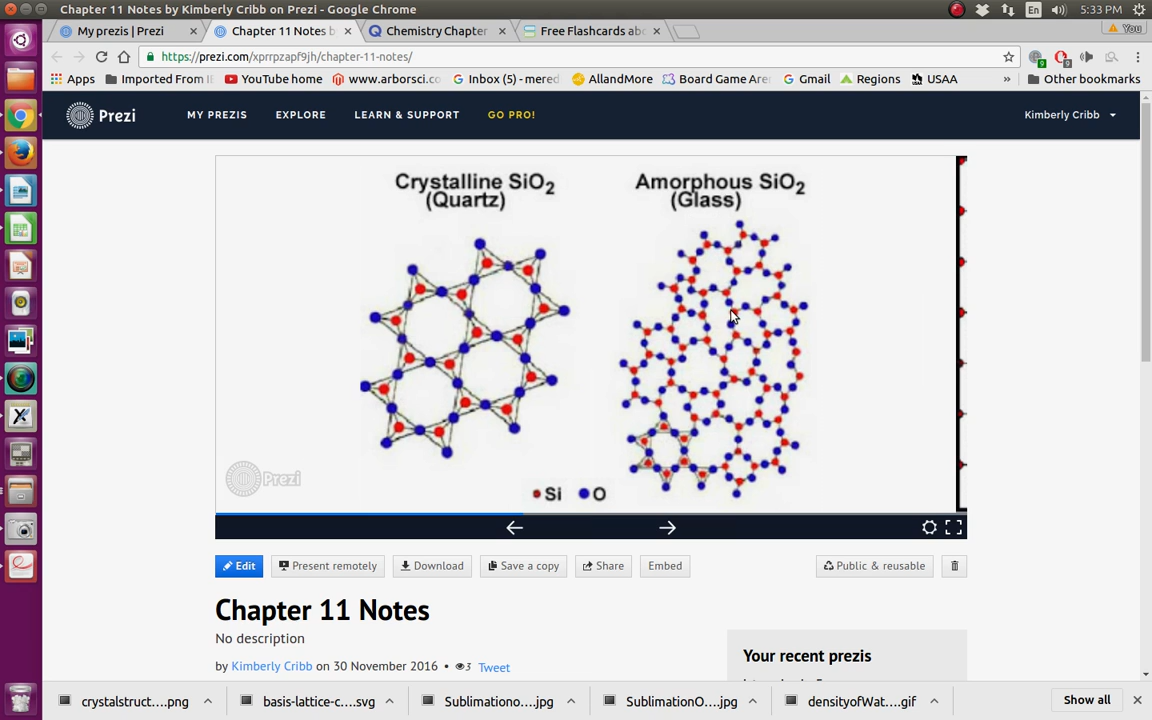 Chapter 11 Notes by Kimberly Cribb on Prezi - Google Chrome
En
5:33 PM
My prezis | Prezi
Chapter 11 Notes b
Chemistry Chapter
Free Flashcards abo
You
https://prezi.com/xprrpzapf9jh/chapter-11-notes/
9
9
Apps
Imported From I
YouTube home
www.arborsci.co
Inbox (5) - mered
AllandMore
Board Game Are
Gmail
Regions
USAA
»
Other bookmarks
Prezi
MY PREZIS
EXPLORE
LEARN & SUPPORT
GO PRO!
Kimberly Cribb
Crystalline SiO2
(Quartz)
Amorphous SiO2
(Glass)
Prezi
Si
O
Edit
Present remotely
Download
Save a copy
Share
Embed
Public & reusable
Chapter 11 Notes
No description
by Kimberly Cribb on 30 November 2016 • 3 Tweet
Your recent prezis
crystalstruct....png
basis-lattice-c....svg
Sublimationo....jpg
SublimationO....jpg
densityofWat....gif
Show all